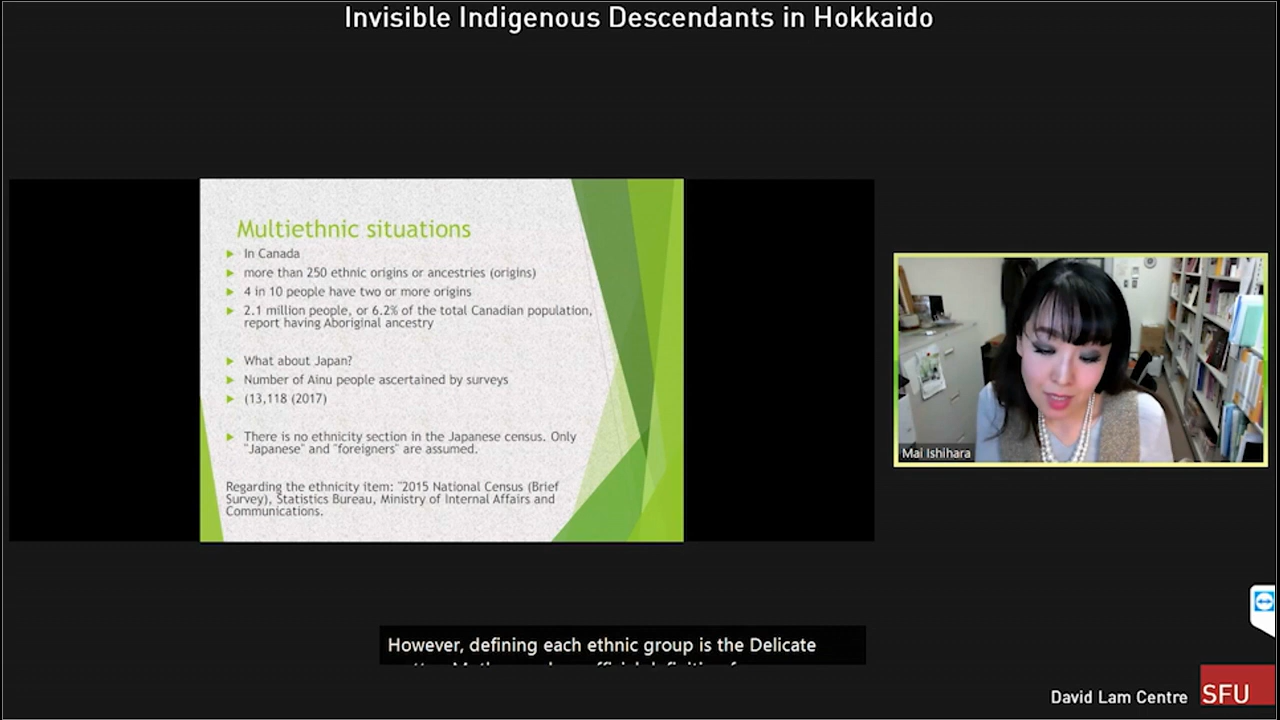 Invisible Indigenous Descendants in Hokkaido
Multiethnic situations
In Canada
more than 250 ethnic origins or ancestries (origins)
4 in 10 people have two or more origins
2.1 million people, or 6.2% of the total Canadian population,
report having Aboriginal ancestry
What about Japan?
Number of Ainu people ascertained by surveys
(13,118 (2017)
There is no ethnicity section in the Japanese census. Only
"Japanese" and "foreigners" are assumed.
Regarding the ethnicity item: "2015 National Census (Brief
Survey), Statistics Bureau, Ministry of Internal Affairs and
Communications.
Mai Ishihara
However, defining each ethnic group is the Delicate
David Lam Centre
SFU